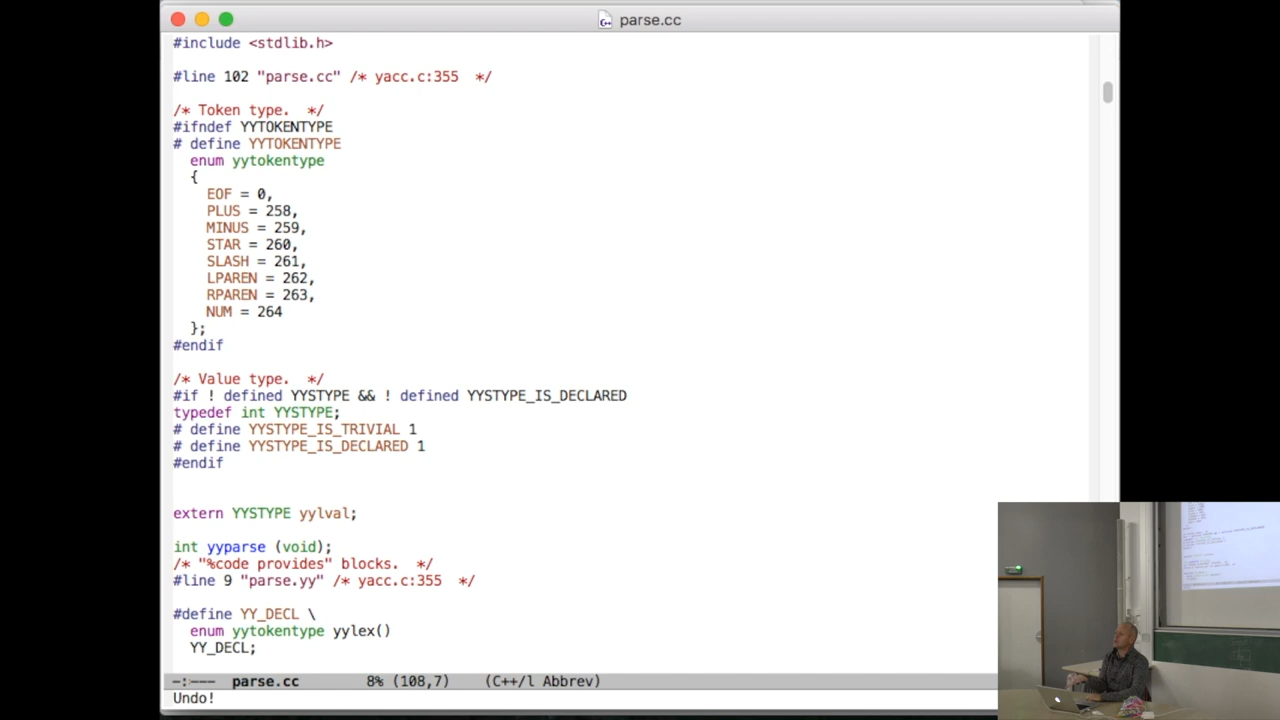 parse.cc
#include <stdlib.h>
#line 102 "parse.cc" /* yacc.c:355  */
/* Token type.  */
#ifndef YYTOKENTYPE
# define YYTOKENTYPE
  enum yytokentype
  {
    EOF = 0,
    PLUS = 258,
    MINUS = 259,
    STAR = 260,
    SLASH = 261,
    LPAREN = 262,
    RPAREN = 263,
    NUM = 264
  };
#endif
/* Value type.  */
#if ! defined YYSTYPE && ! defined YYSTYPE_IS_DECLARED
typedef int YYSTYPE;
# define YYSTYPE_IS_TRIVIAL 1
# define YYSTYPE_IS_DECLARED 1
#endif
extern YYSTYPE yylval;
int yyparse (void);
/* "%code provides" blocks.  */
#line 9 "parse.yy" /* yacc.c:355  */
#define YY_DECL \
  enum yytokentype yylex()
  YY_DECL;
-:--- parse.cc 8% (108,7) (C++/l Abbrev)
Undo!